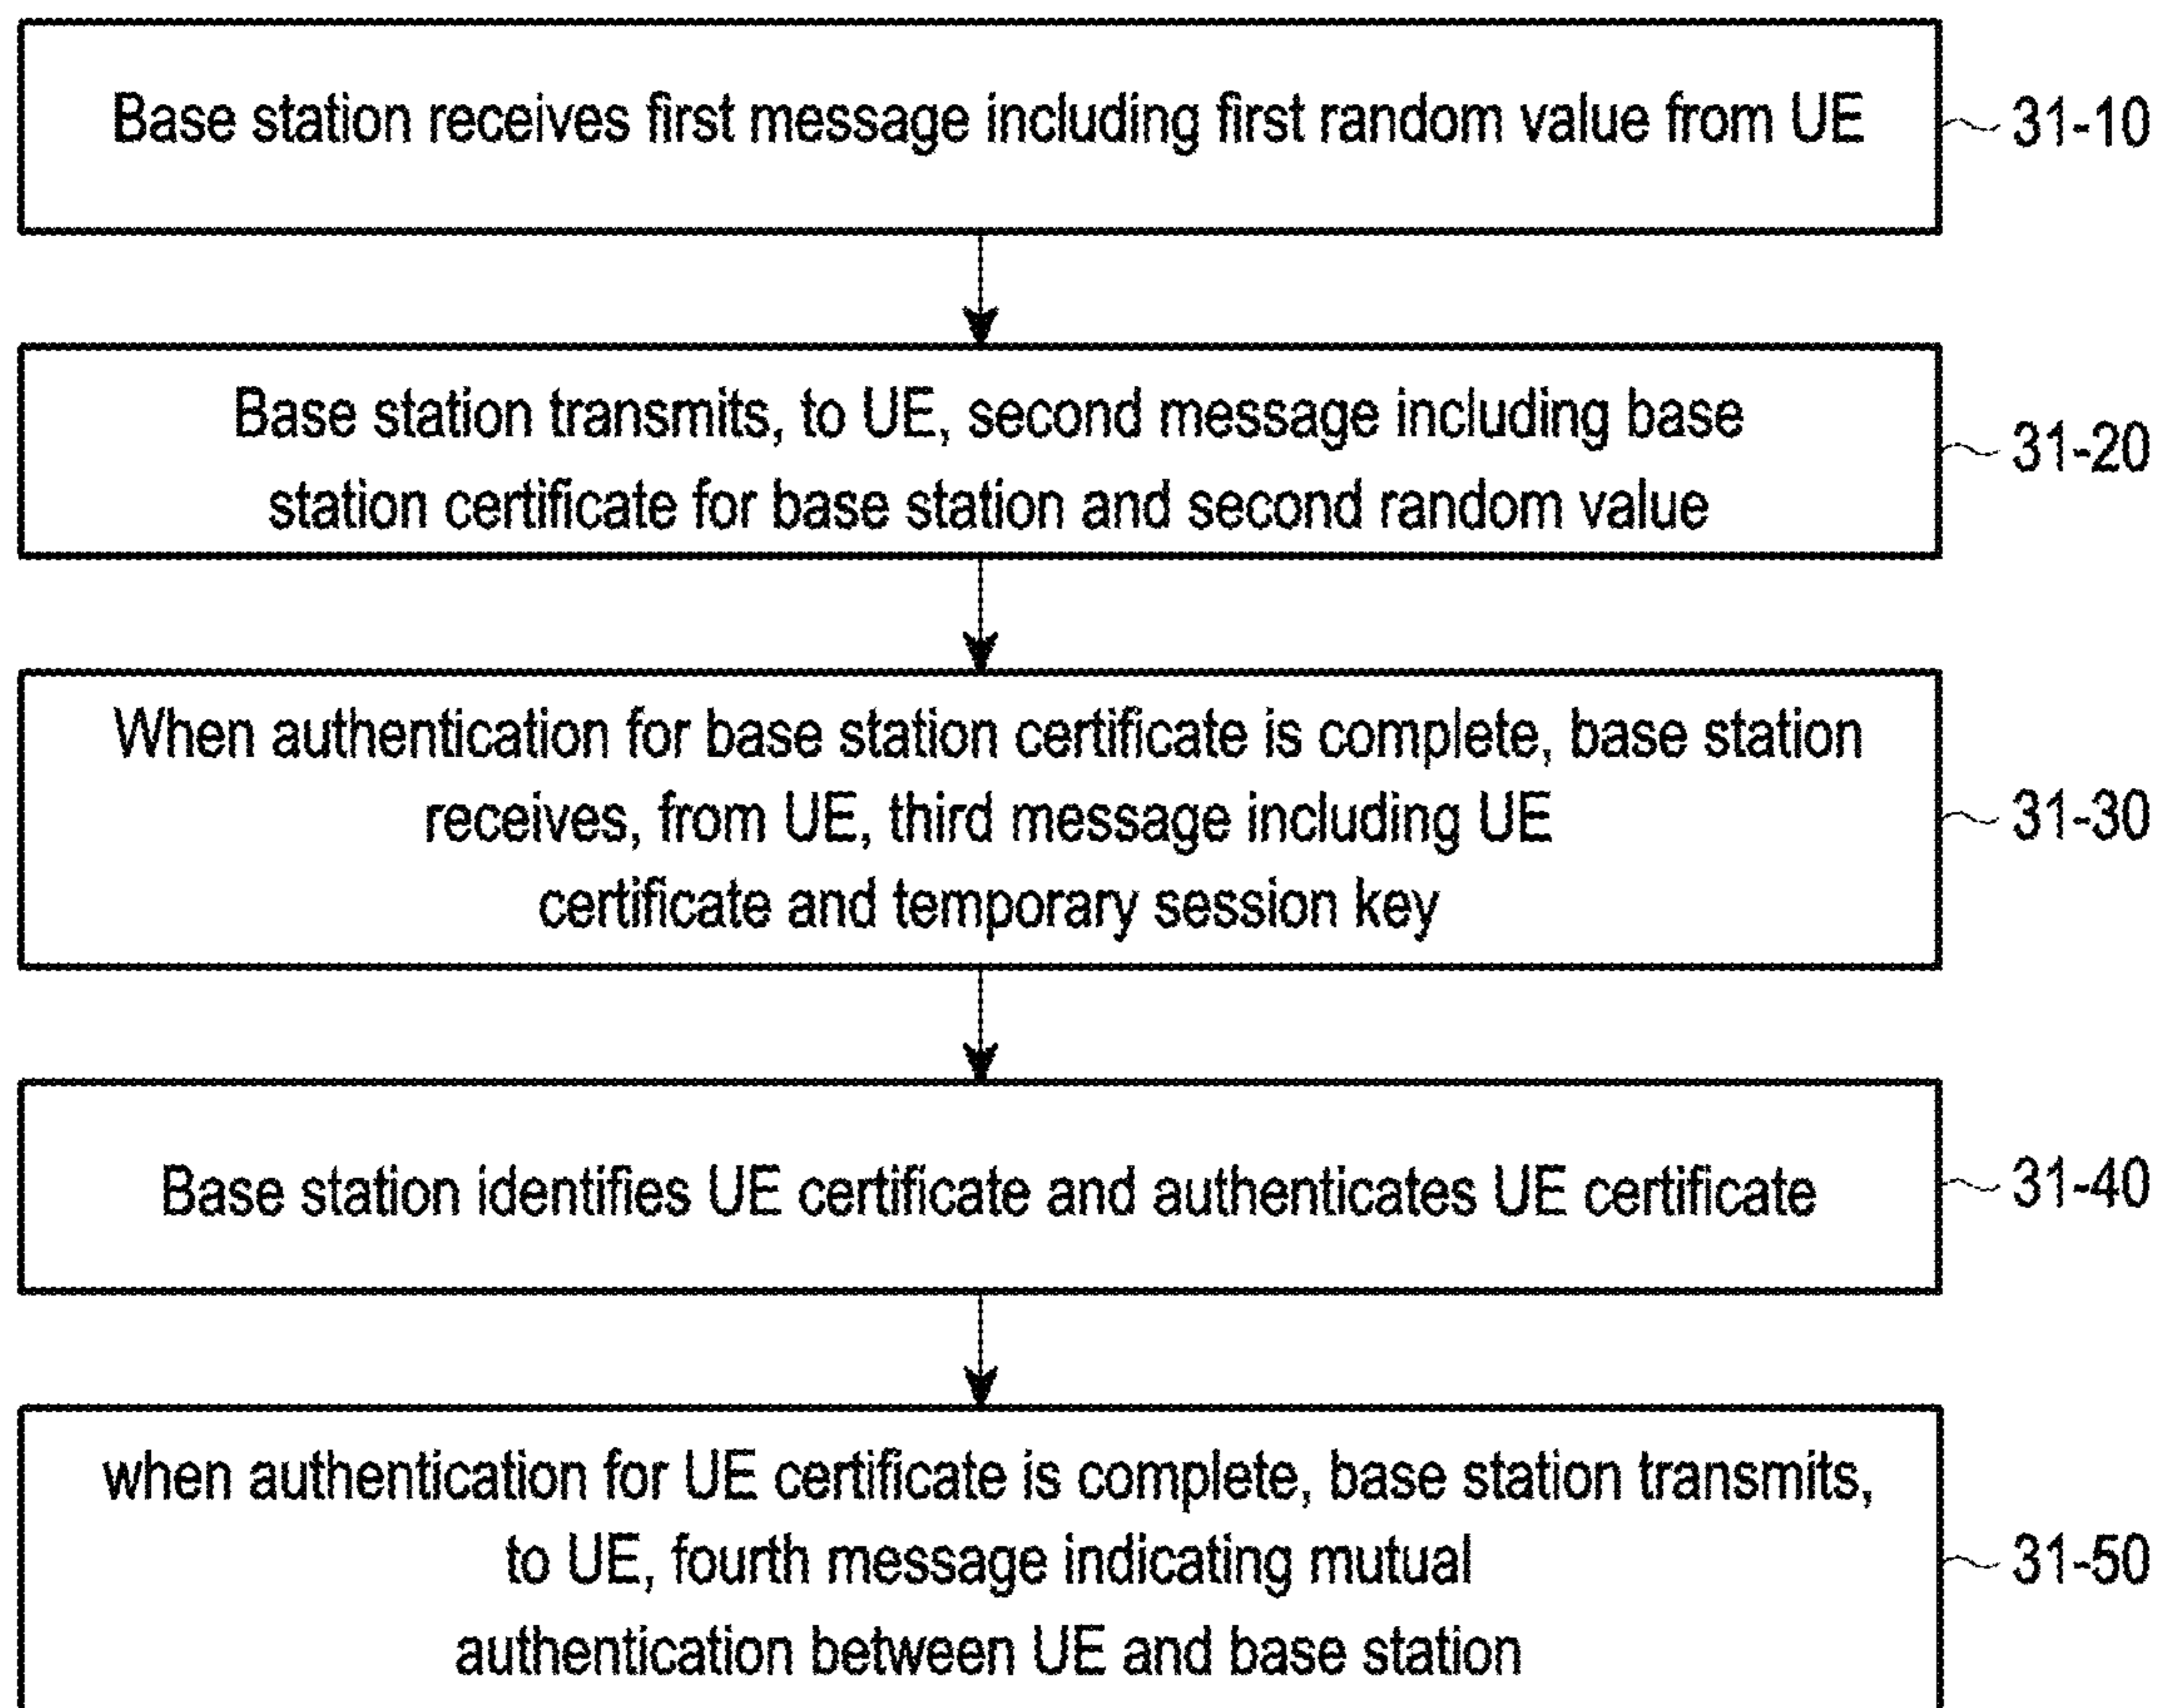 Base station receives first message including first random value from UE
31-10
Base station transmits, to UE, second message including base
station certificate for base station and second random value
31-20
When authentication for base station certificate is complete, base station
receives, from UE, third message including UE
certificate and temporary session key
31-30
Base station identifies UE certificate and authenticates UE certificate
31-40
when authentication for UE certificate is complete, base station transmits,
to UE, fourth message indicating mutual
authentication between UE and base station
31-50